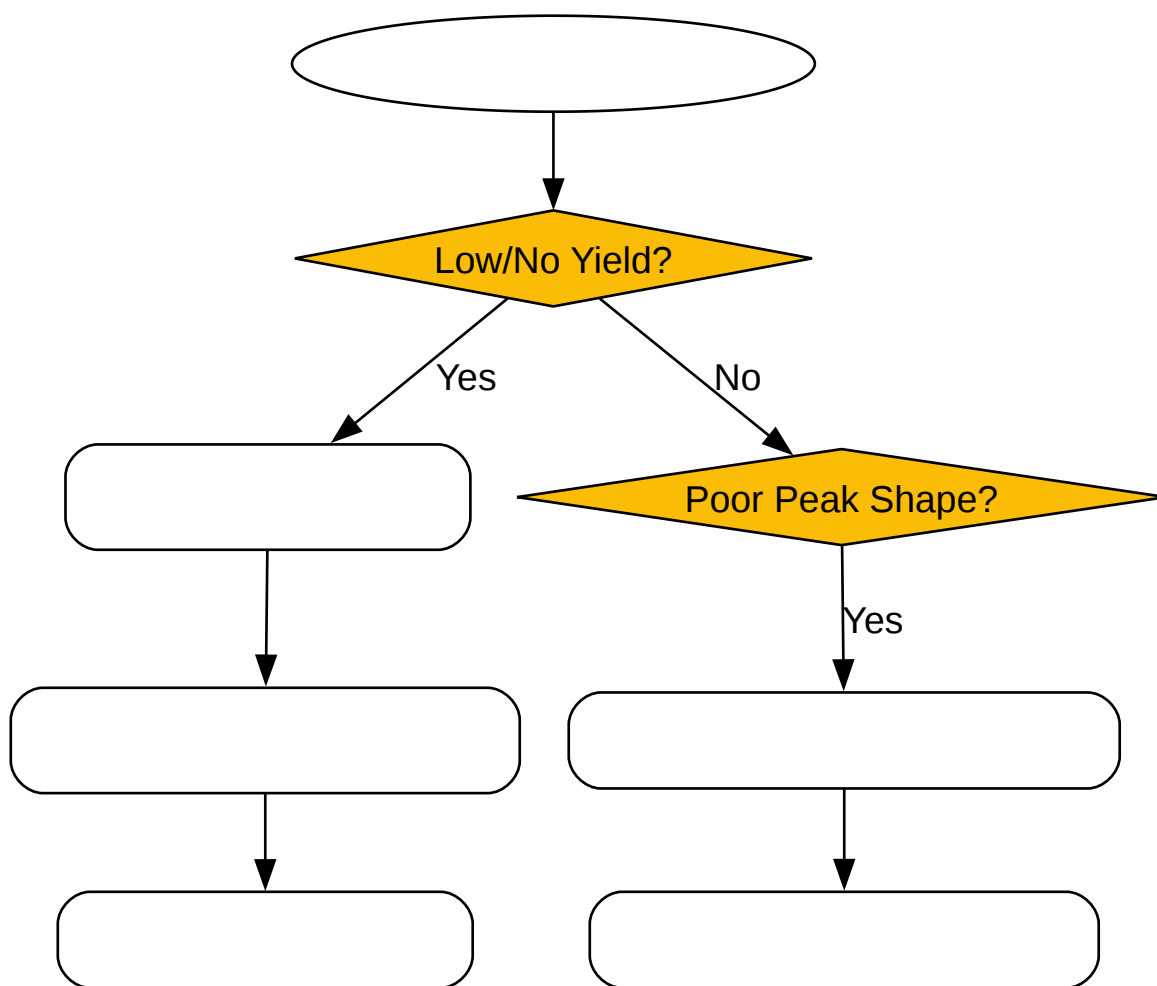 Low/No Yield?
Yes
No
Poor Peak Shape?
Yes